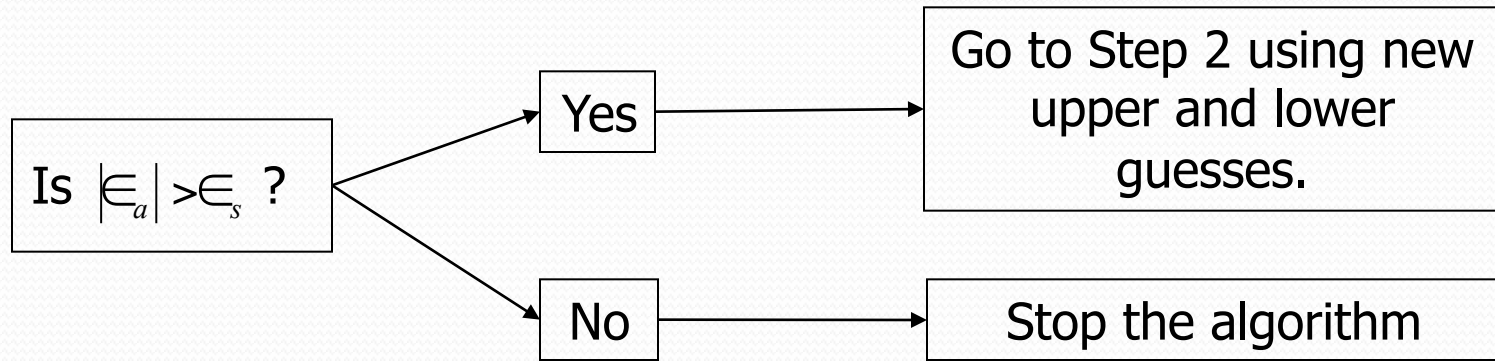 Is |∈ₐ| >∈ₛ ?
Yes
Go to Step 2 using new
upper and lower
guesses.
No
Stop the algorithm